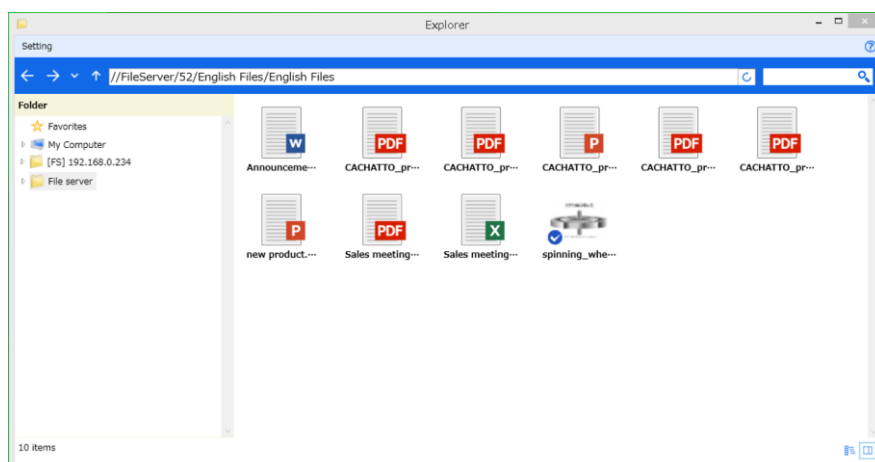 Explorer
Setting
//FileServer/52/English Files/English Files
Folder
Favorites
My Computer
[FS] 192.168.0.234
File server
W
PDF
PDF
P
PDF
PDF
Announceme···
CACHATTO_pr···
CACHATTO_pr···
CACHATTO_pr···
CACHATTO_pr···
CACHATTO_pr···
P
PDF
X
new product.···
Sales meeting···
Sales meeting···
spinning_whe···
10 items